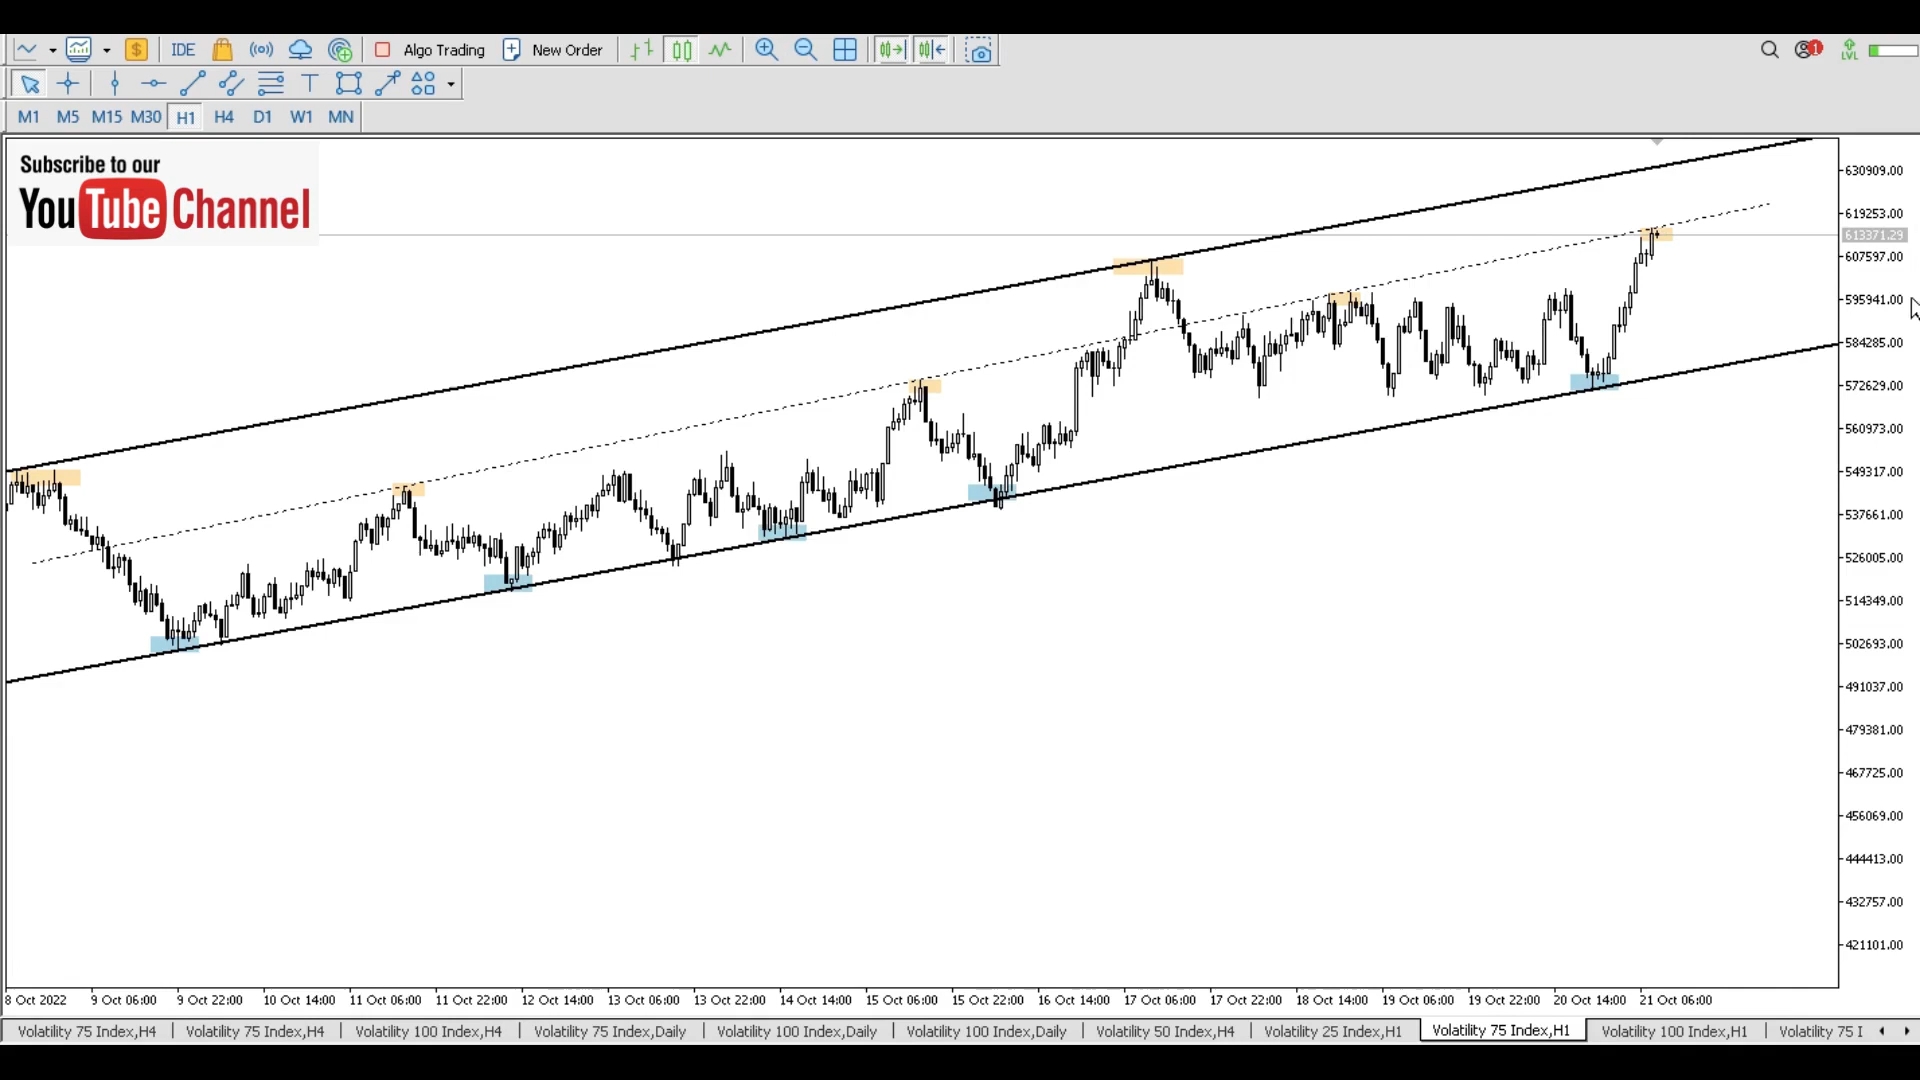 IDE Algo Trading New Order 1
LVL
T
M1 M5 M15 M30 H1 H4 D1 W1 MN
Subscribe to our
YouTube Channel
630909.00
619253.00
613371.29
607597.00
595941.00
584285.00
572629.00
560973.00
549317.00
537661.00
526005.00
514349.00
502693.00
491037.00
479381.00
467725.00
456069.00
444413.00
432757.00
421101.00
8 Oct 2022 9 Oct 06:00 9 Oct 22:00 10 Oct 14:00 11 Oct 06:00 11 Oct 22:00 12 Oct 14:00 13 Oct 06:00 13 Oct 22:00 14 Oct 14:00 15 Oct 06:00 15 Oct 22:00 16 Oct 14:00 17 Oct 06:00 17 Oct 22:00 18 Oct 14:00 19 Oct 06:00 19 Oct 22:00 20 Oct 14:00 21 Oct 06:00
Volatility 75 Index,H4 Volatility 75 Index,H4 Volatility 100 Index,H4 Volatility 75 Index,Daily Volatility 100 Index,Daily Volatility 100 Index,Daily Volatility 50 Index,H4 Volatility 25 Index,H1 Volatility 75 Index,H1 Volatility 100 Index,H1 Volatility 75 I